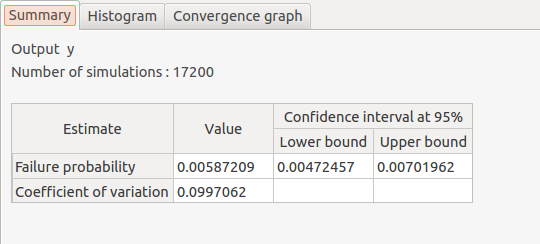 Summary Histogram Convergence graph
Output y
Number of simulations : 17200
Estimate Value Confidence interval at 95%
Lower bound Upper bound
Failure probability 0.00587209 0.00472457 0.00701962
Coefficient of variation 0.0997062